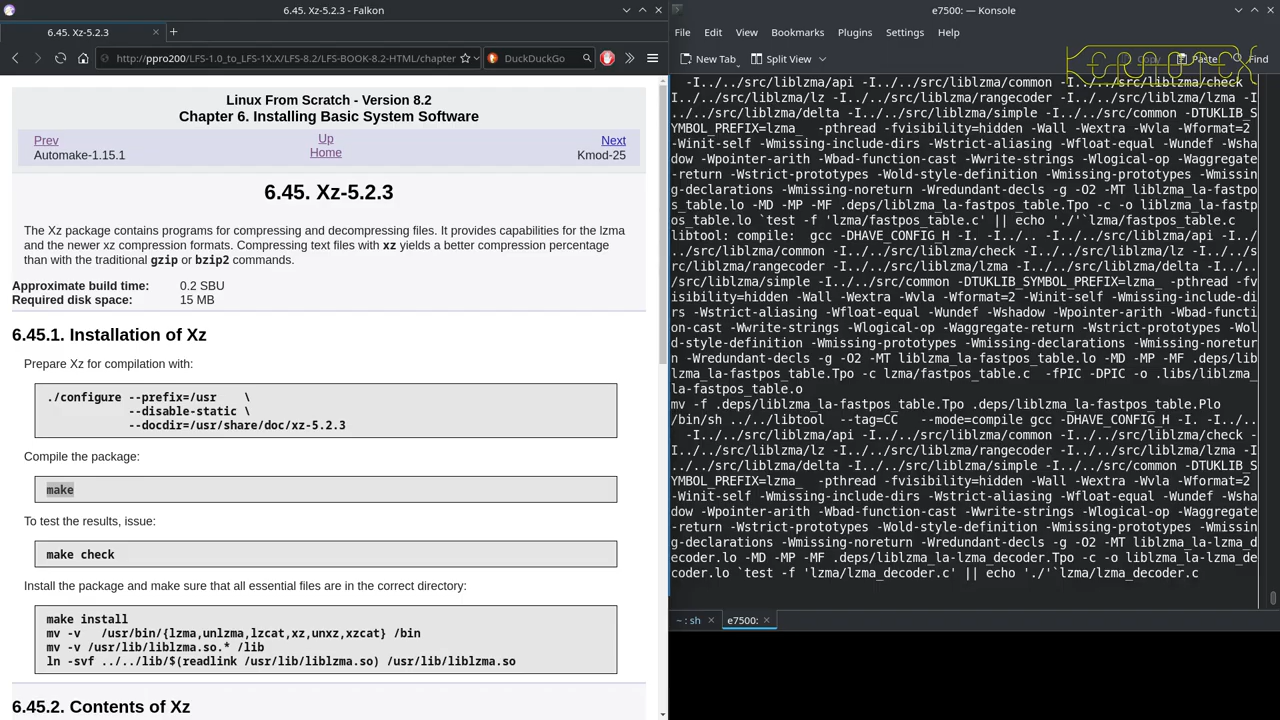 6.45. Xz-5.2.3 - Falkon
6.45. Xz-5.2.3
http://ppro200/LFS-1.0_to_LFS-1X.X/LFS-8.2/LFS-BOOK-8.2-HTML/chapter
DuckDuckGo
Linux From Scratch - Version 8.2
Chapter 6. Installing Basic System Software
Prev
Up
Next
Automake-1.15.1
Home
Kmod-25
6.45. Xz-5.2.3
The Xz package contains programs for compressing and decompressing files. It provides capabilities for the lzma
and the newer xz compression formats. Compressing text files with xz yields a better compression percentage
than with the traditional gzip or bzip2 commands.
Approximate build time: 0.2 SBU
Required disk space: 15 MB
6.45.1. Installation of Xz
Prepare Xz for compilation with:
./configure --prefix=/usr    \
--disable-static \
--docdir=/usr/share/doc/xz-5.2.3
Compile the package:
make
To test the results, issue:
make check
Install the package and make sure that all essential files are in the correct directory:
make install
mv -v   /usr/bin/{lzma,unlzma,lzcat,xz,unxz,xzcat} /bin
mv -v /usr/lib/liblzma.so.* /lib
ln -svf ../../lib/$(readlink /usr/lib/liblzma.so) /usr/lib/liblzma.so
6.45.2. Contents of Xz
e7500: — Konsole
File Edit View Bookmarks Plugins Settings Help
New Tab Split View Copy Paste Find
-I../../src/liblzma/api -I../../src/liblzma/common -I../../src/liblzma/check
I../../src/liblzma/lz -I../../src/liblzma/rangecoder -I../../src/liblzma/lzma -I
../../src/liblzma/delta -I../../src/liblzma/simple -I../../src/common -DTUKLIB_S
YMBOL_PREFIX=lzma_  -pthread -fvisibility=hidden -Wall -Wextra -Wvla -Wformat=2
-Winit-self -Wmissing-include-dirs -Wstrict-aliasing -Wfloat-equal -Wundef -Wsha
dow -Wpointer-arith -Wbad-function-cast -Wwrite-strings -Wlogical-op -Waggregate
-return -Wstrict-prototypes -Wold-style-definition -Wmissing-prototypes -Wmissin
g-declarations -Wmissing-noreturn -Wredundant-decls -g -O2 -MT liblzma_la-fastpo
s_table.lo -MD -MP -MF .deps/liblzma_la-fastpos_table.Tpo -c -o liblzma_la-fastp
os_table.lo `test -f 'lzma/fastpos_table.c' || echo './'`lzma/fastpos_table.c
libtool: compile:  gcc -DHAVE_CONFIG_H -I. -I../.. -I../../src/liblzma/api -I../
../src/liblzma/common -I../../src/liblzma/check -I../../src/liblzma/lz -I../../s
rc/liblzma/rangecoder -I../../src/liblzma/lzma -I../../src/liblzma/delta -I../..
/src/liblzma/simple -I../../src/common -DTUKLIB_SYMBOL_PREFIX=lzma_ -pthread -fv
isibility=hidden -Wall -Wextra -Wvla -Wformat=2 -Winit-self -Wmissing-include-di
rs -Wstrict-aliasing -Wfloat-equal -Wundef -Wshadow -Wpointer-arith -Wbad-functi
on-cast -Wwrite-strings -Wlogical-op -Waggregate-return -Wstrict-prototypes -Wol
d-style-definition -Wmissing-prototypes -Wmissing-declarations -Wmissing-noretur
n -Wredundant-decls -g -O2 -MT liblzma_la-fastpos_table.lo -MD -MP -MF .deps/lib
lzma_la-fastpos_table.Tpo -c lzma/fastpos_table.c  -fPIC -DPIC -o .libs/liblzma_
la-fastpos_table.o
mv -f .deps/liblzma_la-fastpos_table.Tpo .deps/liblzma_la-fastpos_table.Plo
/bin/sh ../../libtool  --tag=CC   --mode=compile gcc -DHAVE_CONFIG_H -I. -I../..
-I../../src/liblzma/api -I../../src/liblzma/common -I../../src/liblzma/check -
I../../src/liblzma/lz -I../../src/liblzma/rangecoder -I../../src/liblzma/lzma -I
../../src/liblzma/delta -I../../src/liblzma/simple -I../../src/common -DTUKLIB_S
YMBOL_PREFIX=lzma_  -pthread -fvisibility=hidden -Wall -Wextra -Wvla -Wformat=2
-Winit-self -Wmissing-include-dirs -Wstrict-aliasing -Wfloat-equal -Wundef -Wsha
dow -Wpointer-arith -Wbad-function-cast -Wwrite-strings -Wlogical-op -Waggregate
-return -Wstrict-prototypes -Wold-style-definition -Wmissing-prototypes -Wmissin
g-declarations -Wmissing-noreturn -Wredundant-decls -g -O2 -MT liblzma_la-lzma_d
ecoder.lo -MD -MP -MF .deps/liblzma_la-lzma_decoder.Tpo -c -o liblzma_la-lzma_de
coder.lo `test -f 'lzma/lzma_decoder.c' || echo './'`lzma/lzma_decoder.c
~ : sh
e7500: